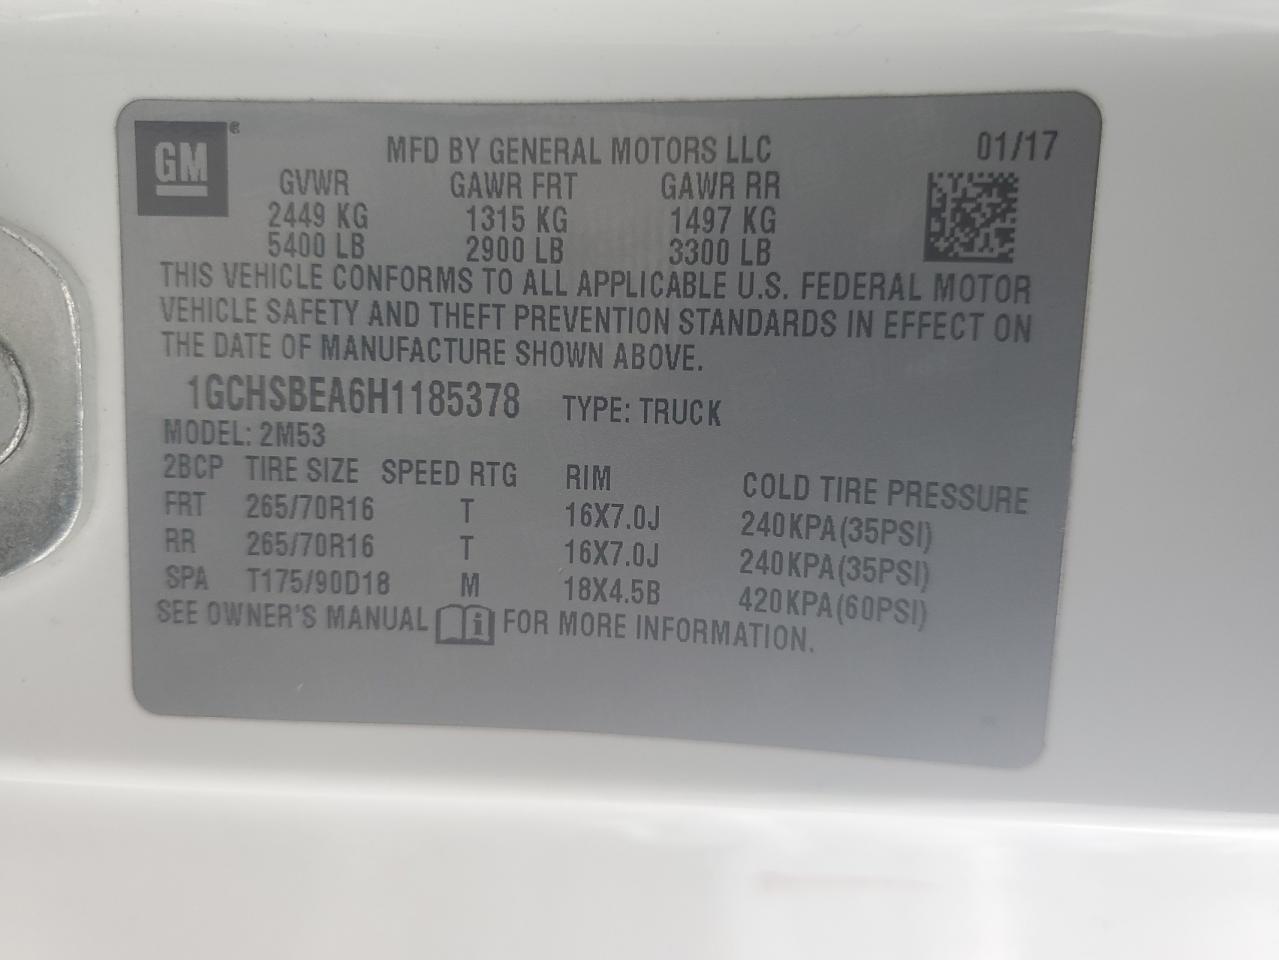 GM®
MFD BY GENERAL MOTORS LLC 01/17
GVWR GAWR FRT GAWR RR
2449 KG 1315 KG 1497 KG
5400 LB 2900 LB 3300 LB
THIS VEHICLE CONFORMS TO ALL APPLICABLE U.S. FEDERAL MOTOR
VEHICLE SAFETY AND THEFT PREVENTION STANDARDS IN EFFECT ON
THE DATE OF MANUFACTURE SHOWN ABOVE.
1GCHSBEA6H1185378 TYPE: TRUCK
MODEL: 2M53
2BCP TIRE SIZE SPEED RTG RIM COLD TIRE PRESSURE
FRT 265/70R16 T 16X7.0J 240KPA(35PSI)
RR 265/70R16 T 16X7.0J 240KPA(35PSI)
SPA T175/90D18 M 18X4.5B 420KPA(60PSI)
SEE OWNER'S MANUAL i FOR MORE INFORMATION.